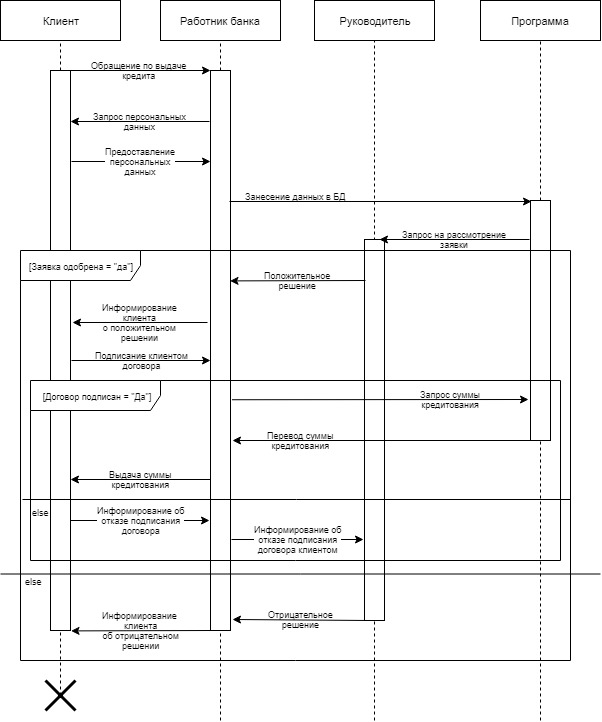 Клиент
Работник банка
Руководитель
Программа
Обращение по выдаче
кредита
Запрос персональных
данных
Предоставление
персональных
данных
Занесение данных в БД
Запрос на рассмотрение
заявки
[Заявка одобрена = "да"]
Положительное
решение
Информирование
клиента
о положительном
решении
Подписание клиентом
договора
[Договор подписан = "Да"]
Запрос суммы
кредитования
Перевод суммы
кредитования
Выдача суммы
кредитования
else
Информирование об
отказе подписания
договора
Информирование об
отказе подписания
договора клиентом
else
Отрицательное
решение
Информирование
клиента
об отрицательном
решении